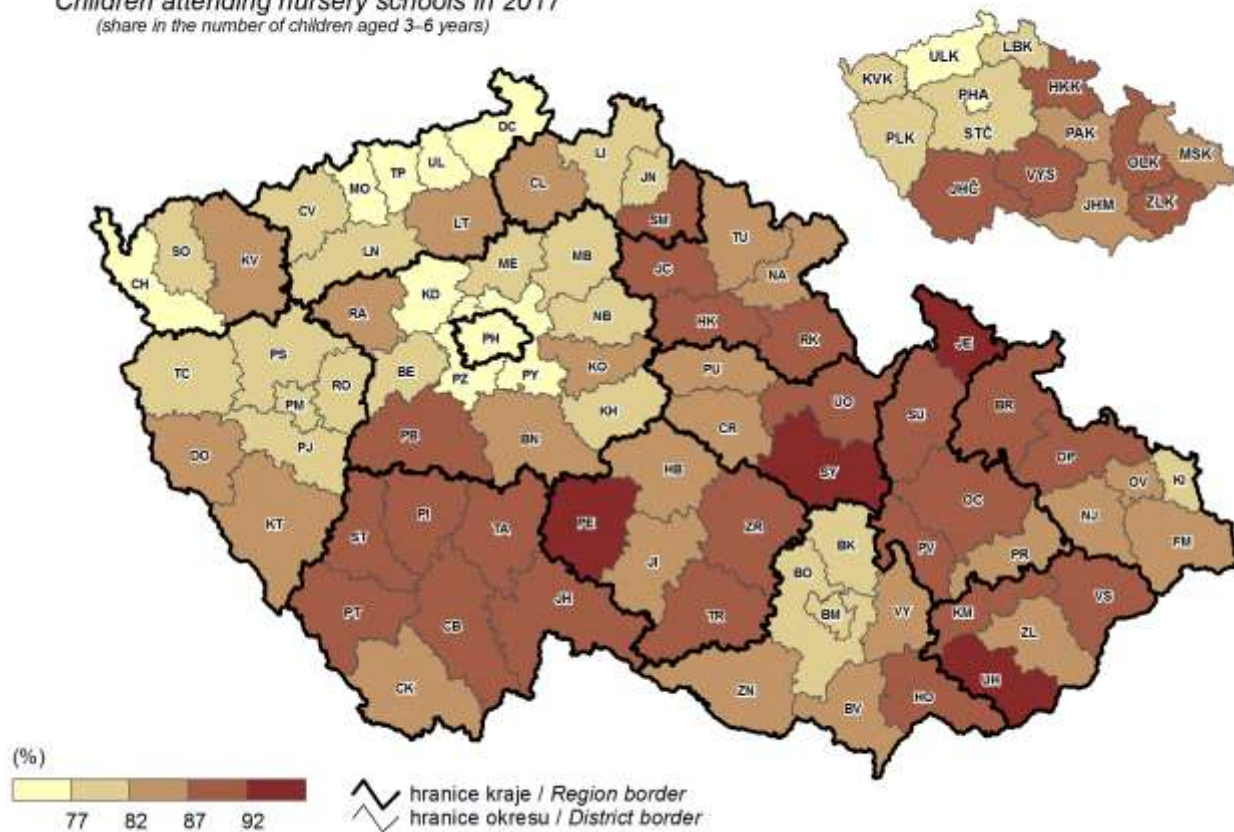 Children attending nursery schools in 2017
(share in the number of children aged 3–6 years)
ULK
LBK
KVK
HKK
PHA
STČ
PAK
PLK
MSK
OLK
VYS
JHČ
JHM
ZLK
DC
UL
TP
LI
MO
JN
CL
CV
LT
SM
SO
TU
KV
LN
ME
MB
JC
NA
CH
KD
RA
NB
HK
PH
RK
JE
PS
TC
RO
BE
PZ
PY
KO
PU
PM
UO
SU
BR
KH
PB
BN
CR
PJ
DO
OP
HB
SY
OV
KI
OC
PI
TA
PE
ZR
NJ
KT
ST
BK
FM
PV
PR
JI
BO
VS
JH
PT
TR
BM
VY
KM
CB
ZL
UH
CK
ZN
HO
BV
(%)
77 82 87 92
hranice kraje / Region border
hranice okresu / District border